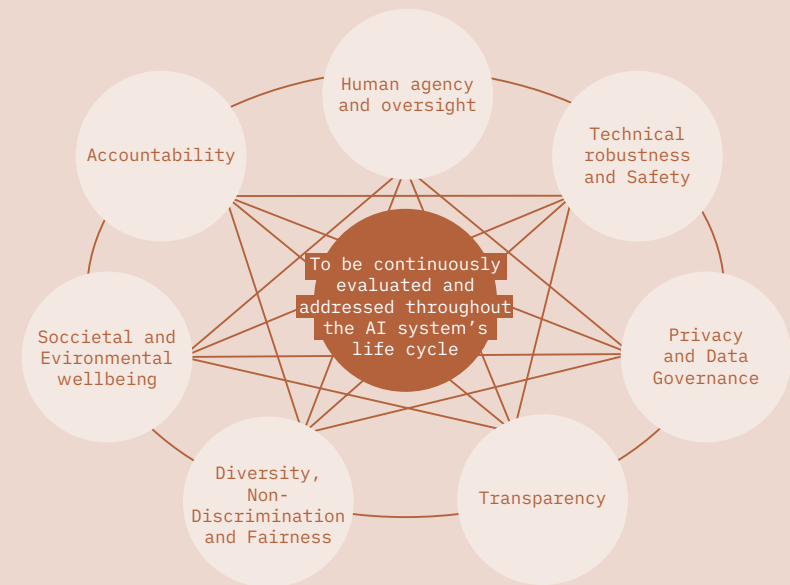 Human agency
and oversight
Technical
robustness
and Safety
Privacy
and Data
Governance
Transparency
Diversity,
Non-
Discrimination
and Fairness
Soccietal and
Evironmental
wellbeing
Accountability
To be continuously
evaluated and
addressed throughout
the AI system’s
life cycle